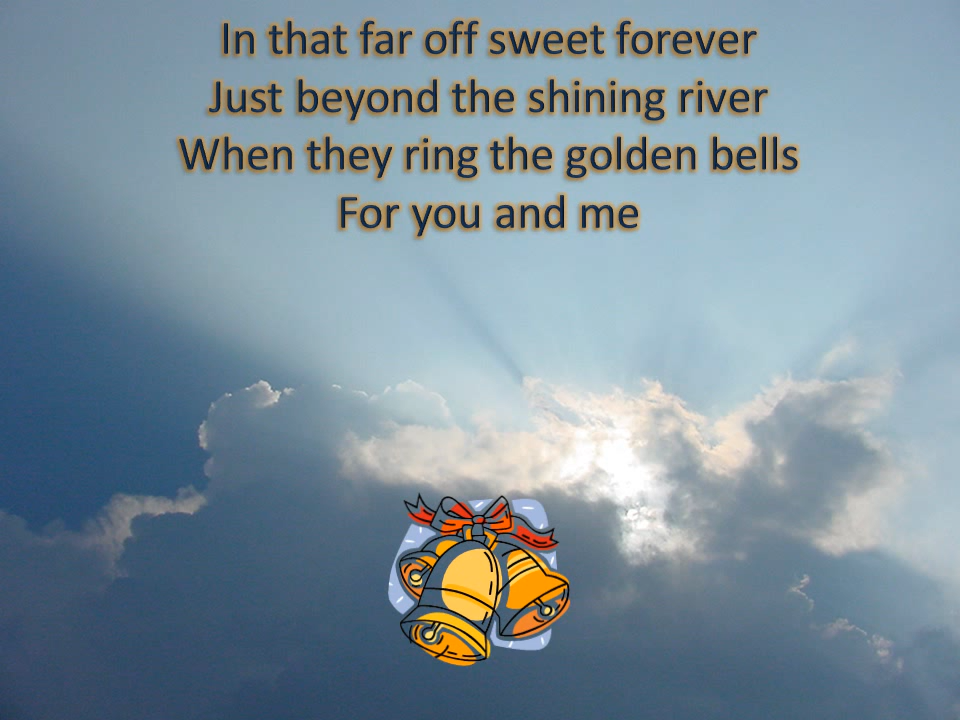 In that far off sweet forever
Just beyond the shining river
When they ring the golden bells
For you and me